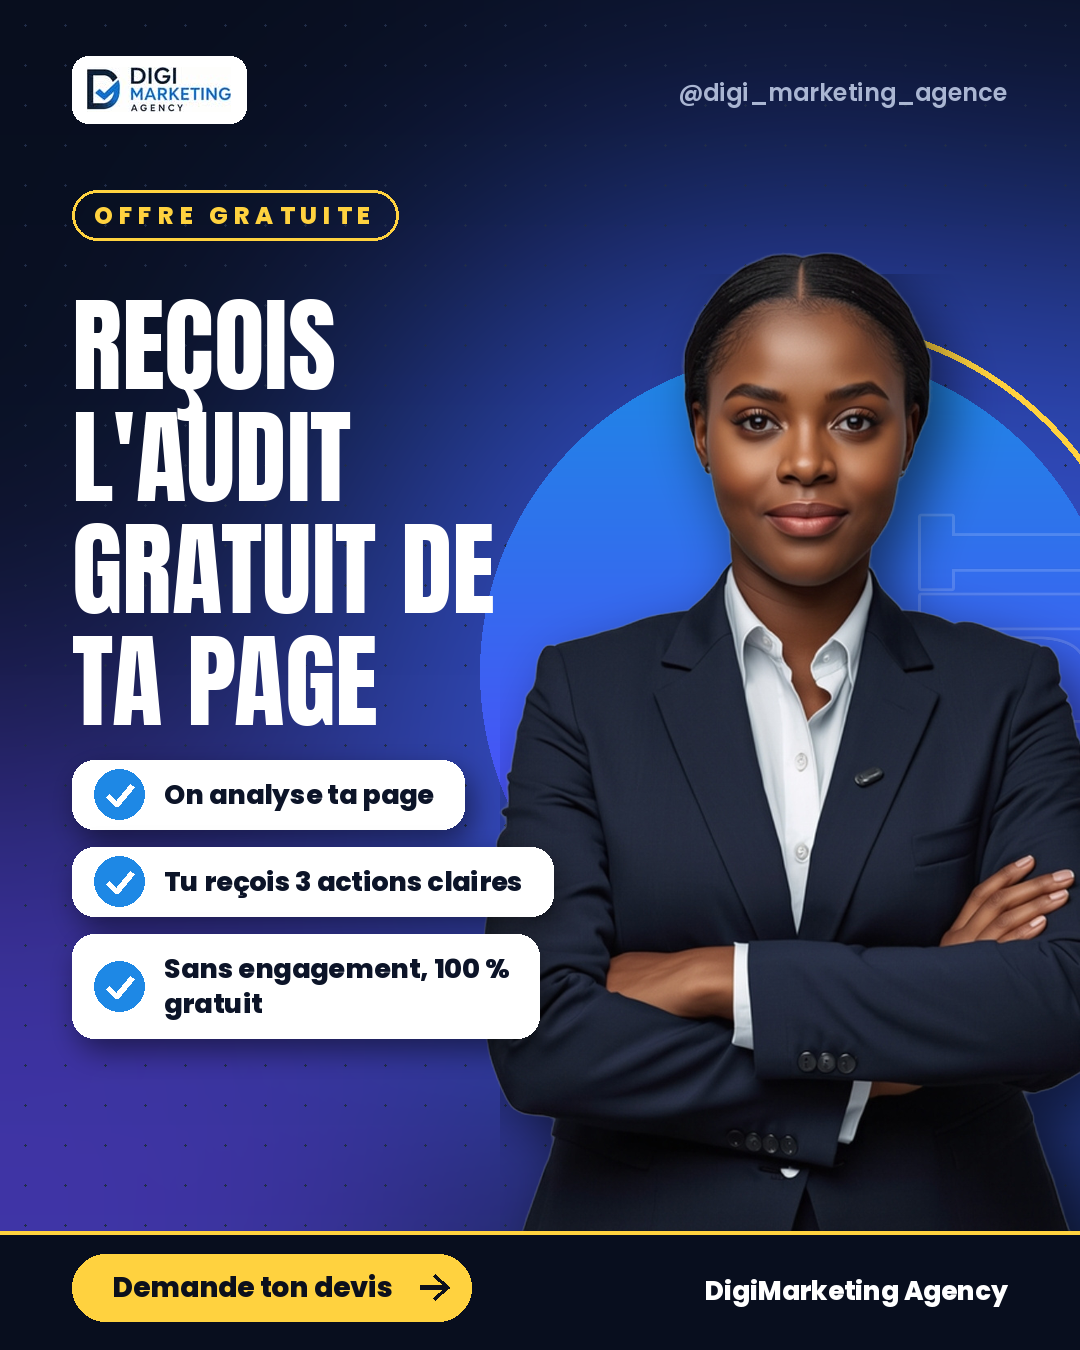 DIGI
MARKETING
AGENCY
@digi_marketing_agence
OFFRE GRATUITE
REÇOIS
L'AUDIT
GRATUIT DE
TA PAGE
On analyse ta page
Tu reçois 3 actions claires
Sans engagement, 100 %
gratuit
Demande ton devis
DigiMarketing Agency